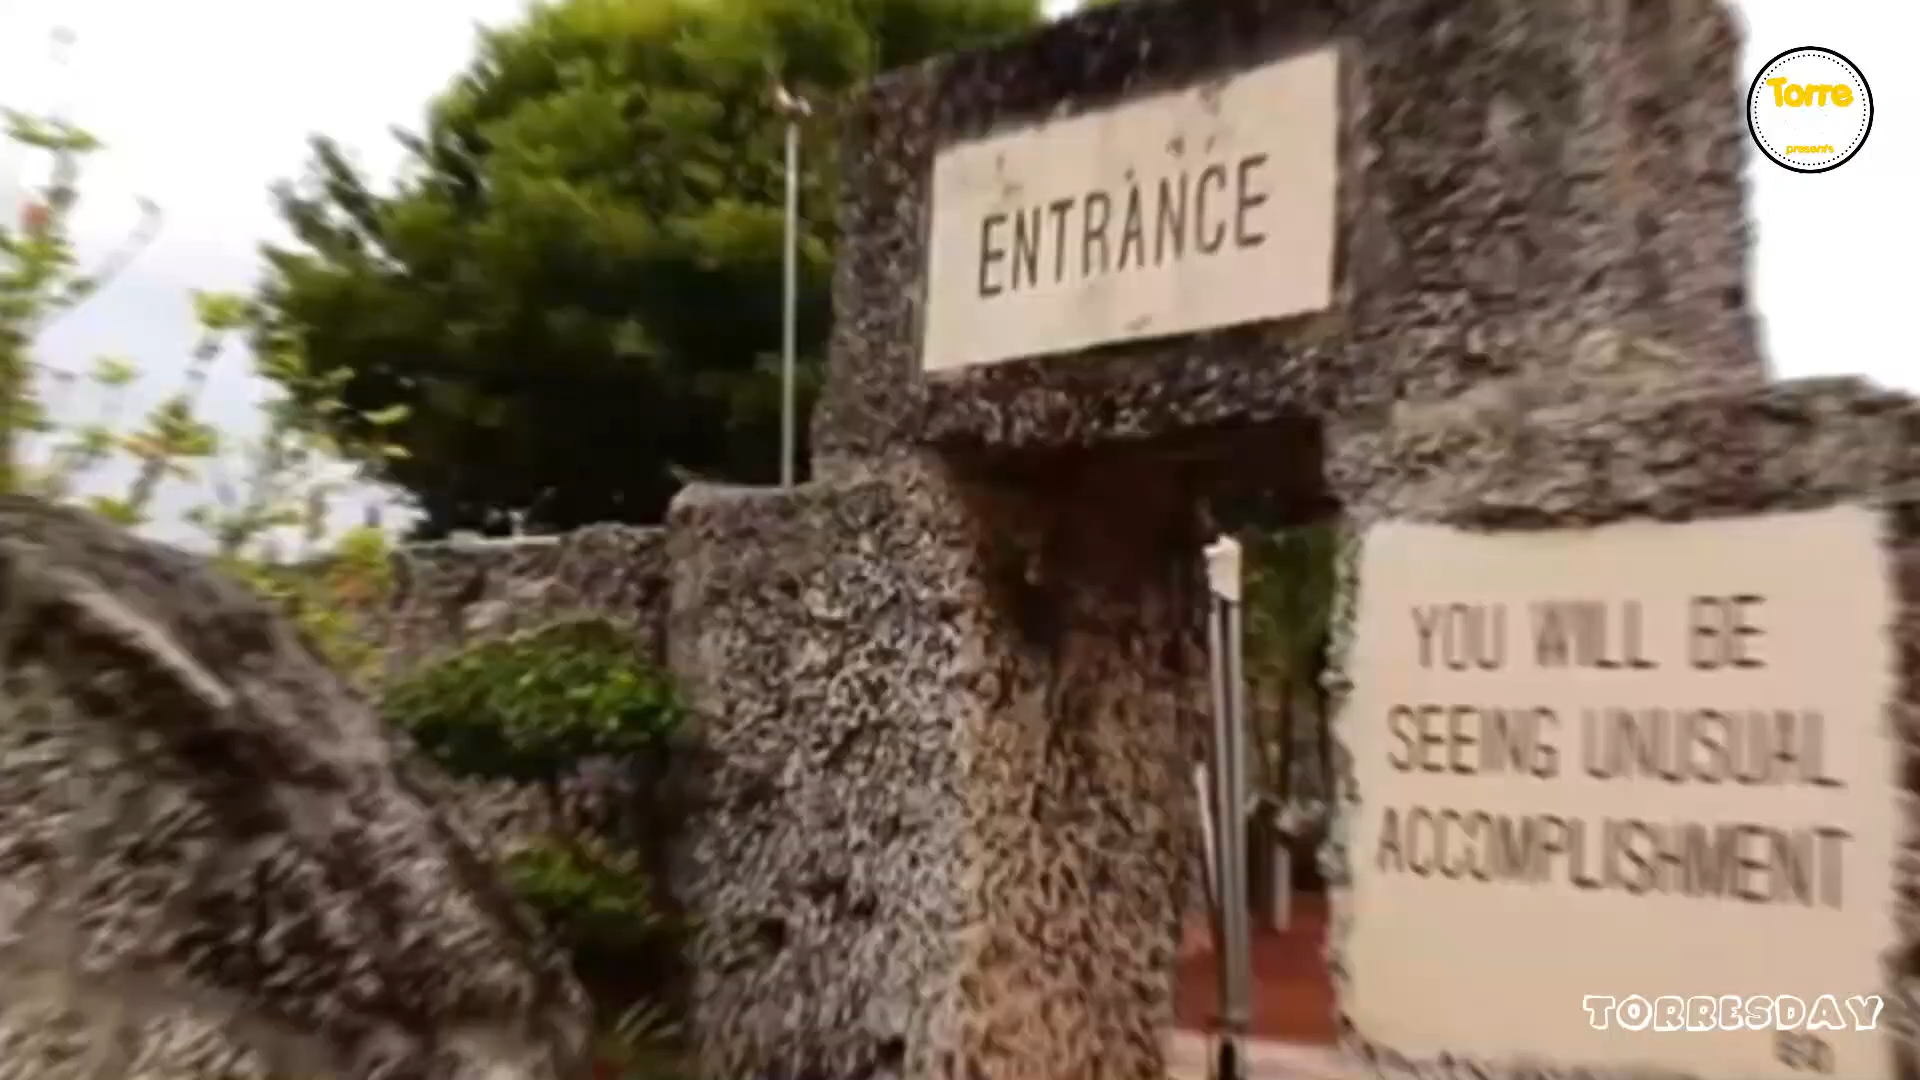 Torre
presents
ENTRANCE
YOU WILL BE
SEEING UNUSUAL
ACCOMPLISHMENT
TORRESDAY